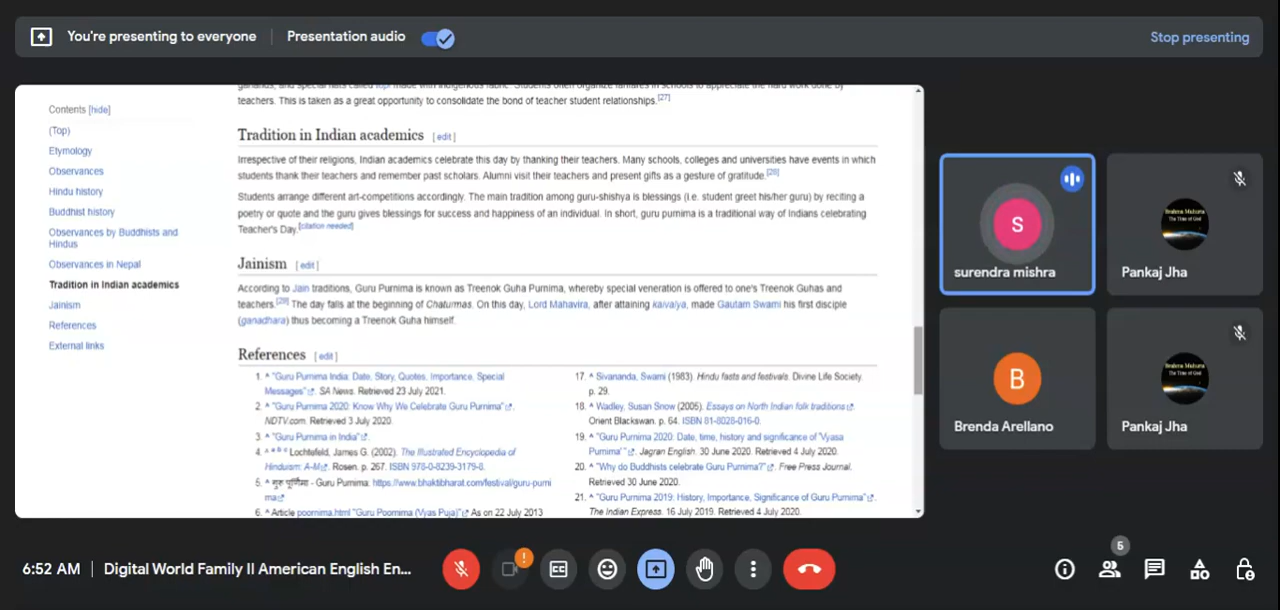 You're presenting to everyone
Presentation audio
Stop presenting
teachers. This is taken as a great opportunity to consolidate the bond of teacher student relationships.[27]
Contents [hide]
(Top)
Etymology
Observances
Hindu history
Buddhist history
Observances by Buddhists and
Hindus
Observances in Nepal
Tradition in Indian academics
Jainism
References
External links
Tradition in Indian academics [edit]
Irrespective of their religions, Indian academics celebrate this day by thanking their teachers. Many schools, colleges and universities have events in which
students thank their teachers and remember past scholars. Alumni visit their teachers and present gifts as a gesture of gratitude.[28]
Students arrange different art-competitions accordingly. The main tradition among guru-shishya is blessings (i.e. student greet his/her guru) by reciting a
poetry or quote and the guru gives blessings for success and happiness of an individual. In short, guru purnima is a traditional way of Indians celebrating
Teacher's Day.[citation needed]
Jainism [edit]
According to Jain traditions, Guru Purnima is known as Treenok Guha Purnima, whereby special veneration is offered to one's Treenok Guhas and
teachers.[29] The day falls at the beginning of Chaturmas. On this day, Lord Mahavira, after attaining kaivalya, made Gautam Swami his first disciple
(ganadhara) thus becoming a Treenok Guha himself.
References [edit]
1. ^ "Guru Purnima India: Date, Story, Quotes, Importance, Special
Messages". SA News. Retrieved 23 July 2021.
2. ^ "Guru Purnima 2020: Know Why We Celebrate Guru Purnima".
NDTV.com. Retrieved 3 July 2020.
3. ^ "Guru Purnima in India".
4. ^ a b c Lochtefeld, James G. (2002). The Illustrated Encyclopedia of
Hinduism: A-M. Rosen. p. 267. ISBN 978-0-8239-3179-8.
5. ^ गुरु पूर्णिमा - Guru Purnima: https://www.bhaktibharat.com/festival/guru-purni
ma
6. ^ Article poornima.html "Guru Poornima (Vyas Puja)" As on 22 July 2013
17. ^ Sivananda, Swami (1983). Hindu fasts and festivals. Divine Life Society.
p. 29.
18. ^ Wadley, Susan Snow (2005). Essays on North Indian folk traditions.
Orient Blackswan. p. 64. ISBN 81-8028-016-0.
19. ^ "Guru Purnima 2020: Date, time, history and significance of 'Vyasa
Purnima'". Jagran English. 30 June 2020. Retrieved 4 July 2020.
20. ^ "Why do Buddhists celebrate Guru Purnima?". Free Press Journal.
Retrieved 30 June 2020.
21. ^ "Guru Purnima 2019: History, Importance, Significance of Guru Purnima".
The Indian Express. 16 July 2019. Retrieved 4 July 2020.
S
surendra mishra
Brahma Muhurta
The Time of God
Pankaj Jha
B
Brenda Arellano
Brahma Muhurta
The Time of God
Pankaj Jha
6:52 AM | Digital World Family II American English En...
!
CC
5